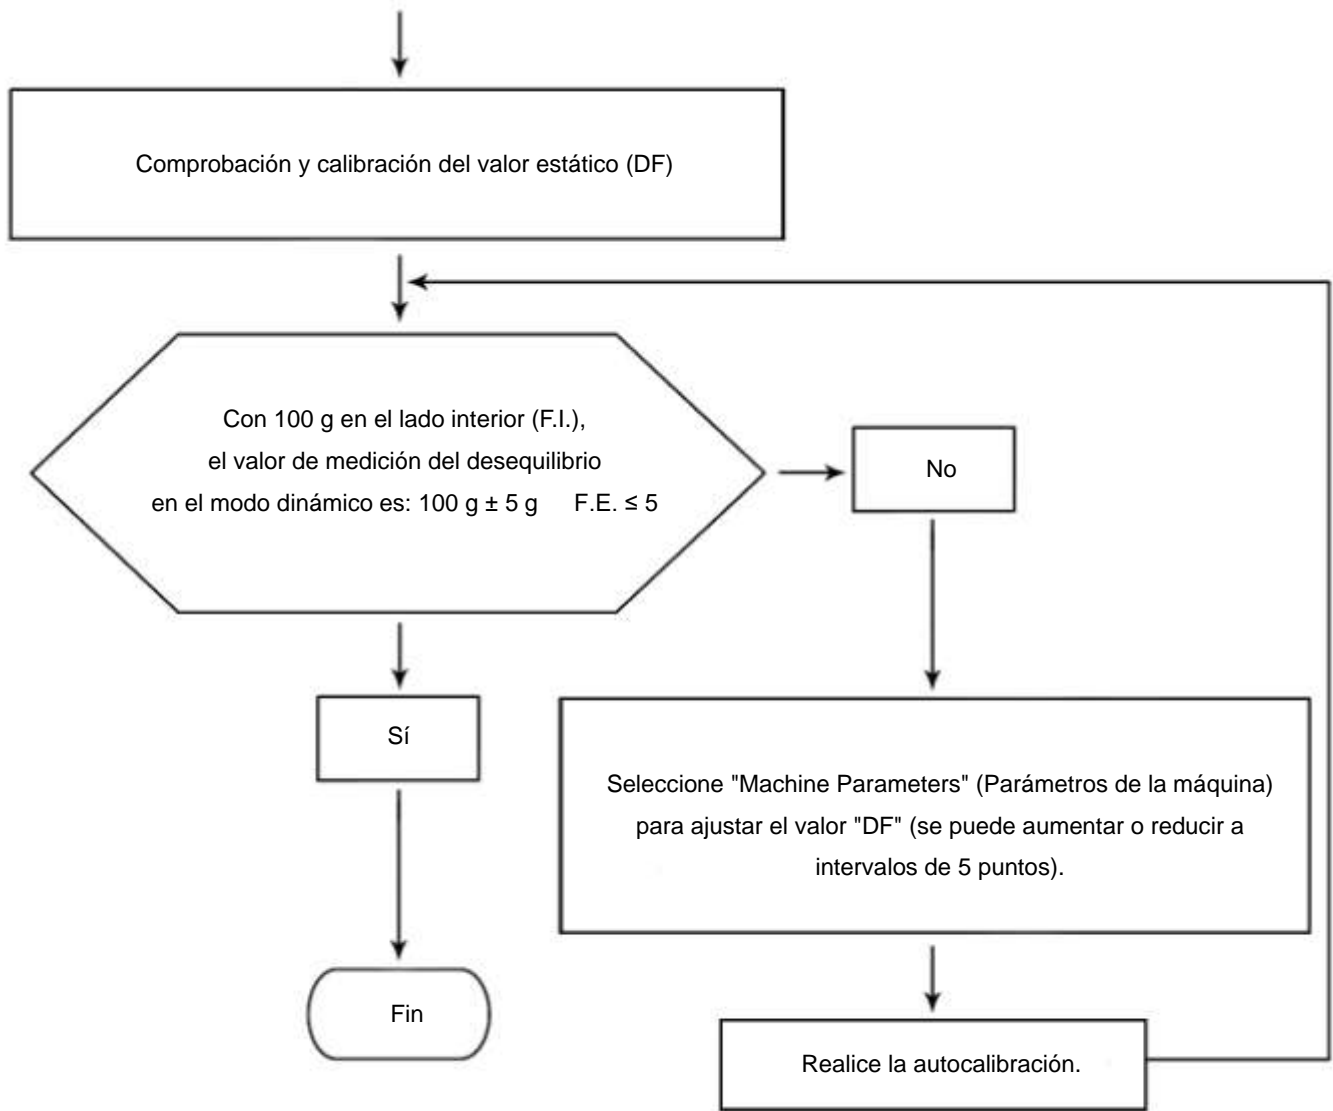 Comprobación y calibración del valor estático (DF)
Con 100 g en el lado interior (F.I.),
el valor de medición del desequilibrio
en el modo dinámico es: 100 g ± 5 g F.E. ≤ 5
No
Sí
Seleccione "Machine Parameters" (Parámetros de la máquina)
para ajustar el valor "DF" (se puede aumentar o reducir a
intervalos de 5 puntos).
Fin
Realice la autocalibración.